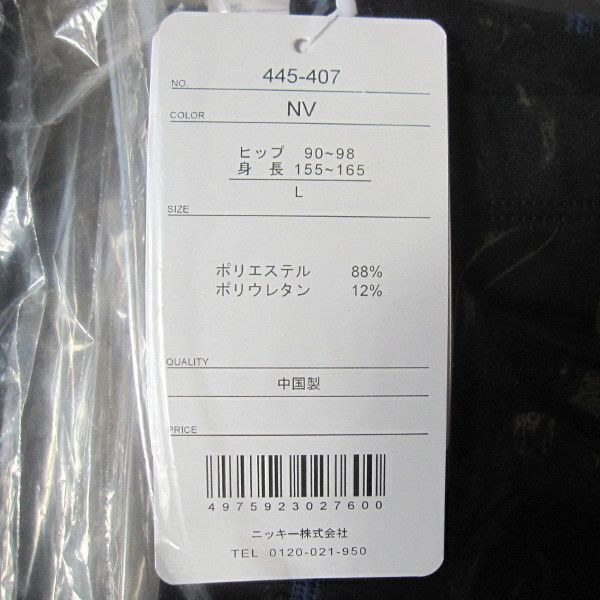 NO. 445-407
COLOR NV
ヒップ 90~98
身 長 155~165
L
SIZE
ポリエステル 88%
ポリウレタン 12%
QUALITY
中国製
PRICE
4975923027600
ニッキー株式会社
TEL 0120-021-950